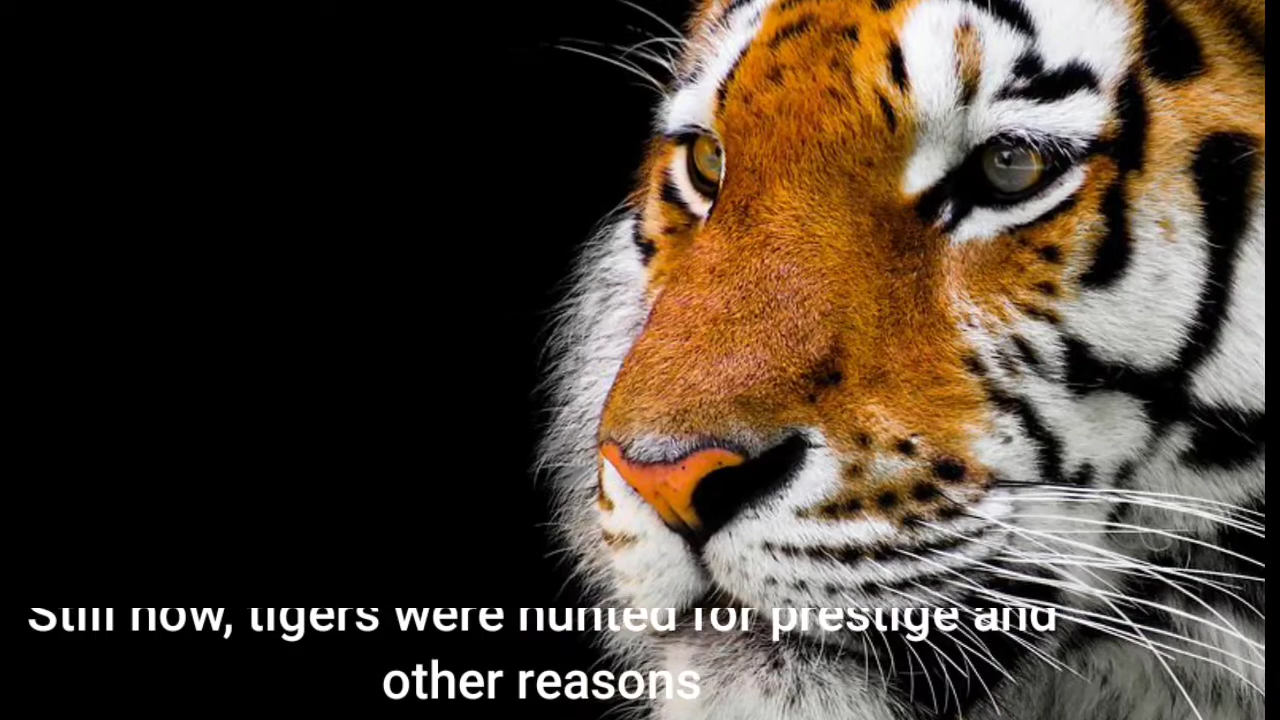 Still now, tigers were hunted for prestige and
other reasons